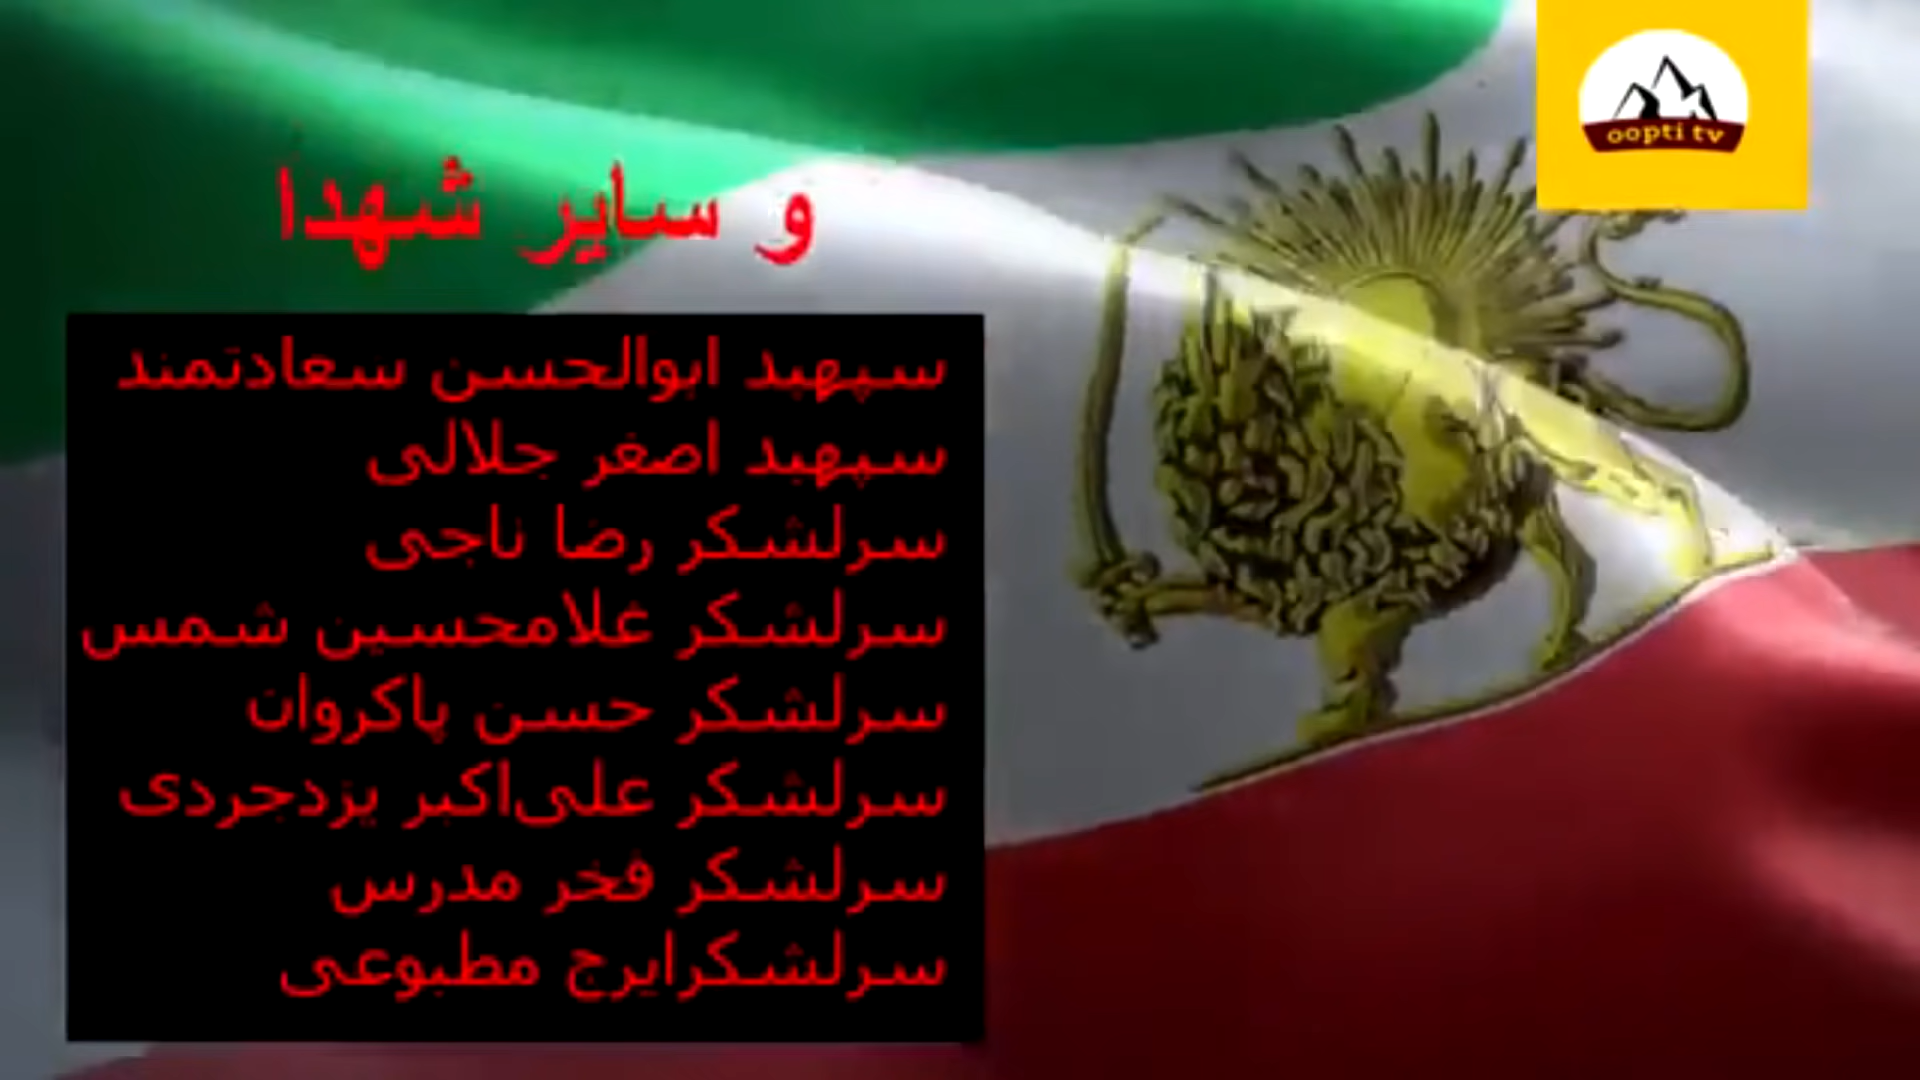 oopti tv
و سایر شهدا
سپهبد ابوالحسن سعادتمند
سپهبد اصغر جلالی
سرلشکر رضا ناجی
سرلشکر غلامحسین شمس
سرلشکر حسن پاکروان
سرلشکر علی‌اکبر یزدجردی
سرلشکر فخر مدرس
سرلشکرایرج مطبوعی